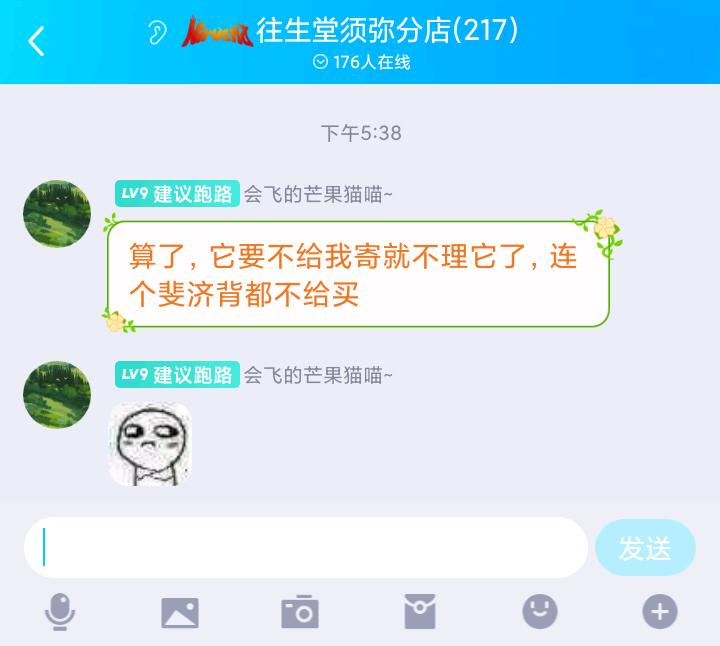 往生堂须弥分店(217)
176人在线
下午5:38
LV9 建议跑路 会飞的芒果猫喵~
算了,它要不给我寄就不理它了,连
个斐济背都不给买
LV9 建议跑路 会飞的芒果猫喵~
发送